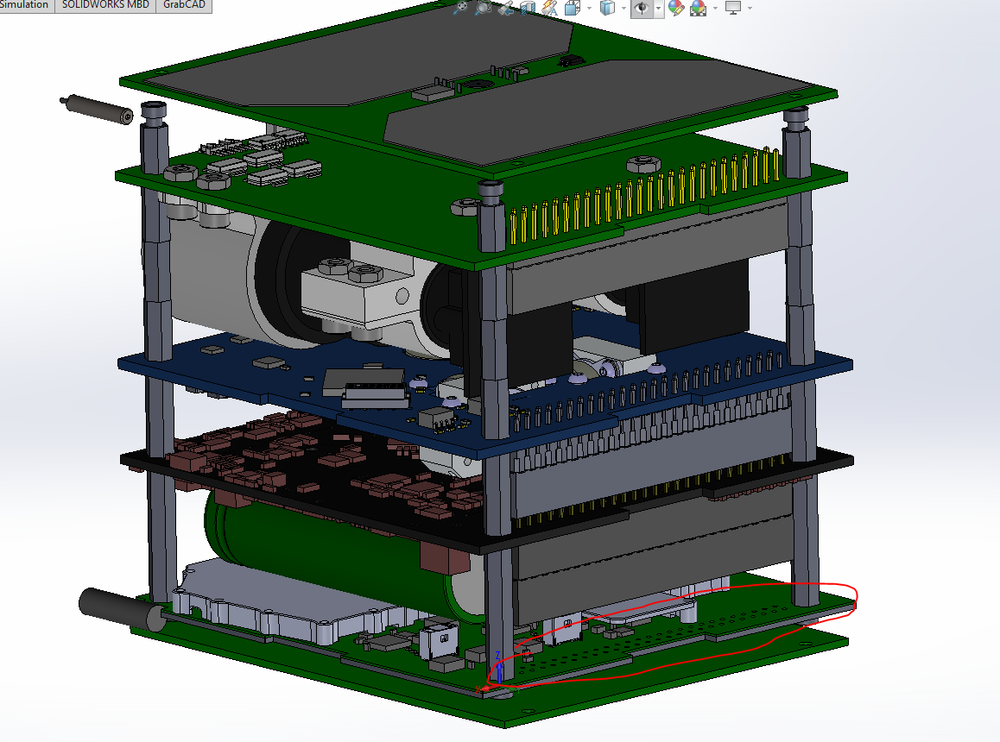 Simulation
SOLIDWORKS MBD
GrabCAD
Z
X